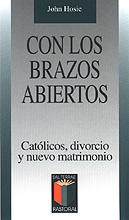 John Hosie
CON LOS
BRAZOS
ABIERTOS
Católicos, divorcio
y nuevo matrimonio
SAL TERRAE
PASTORAL